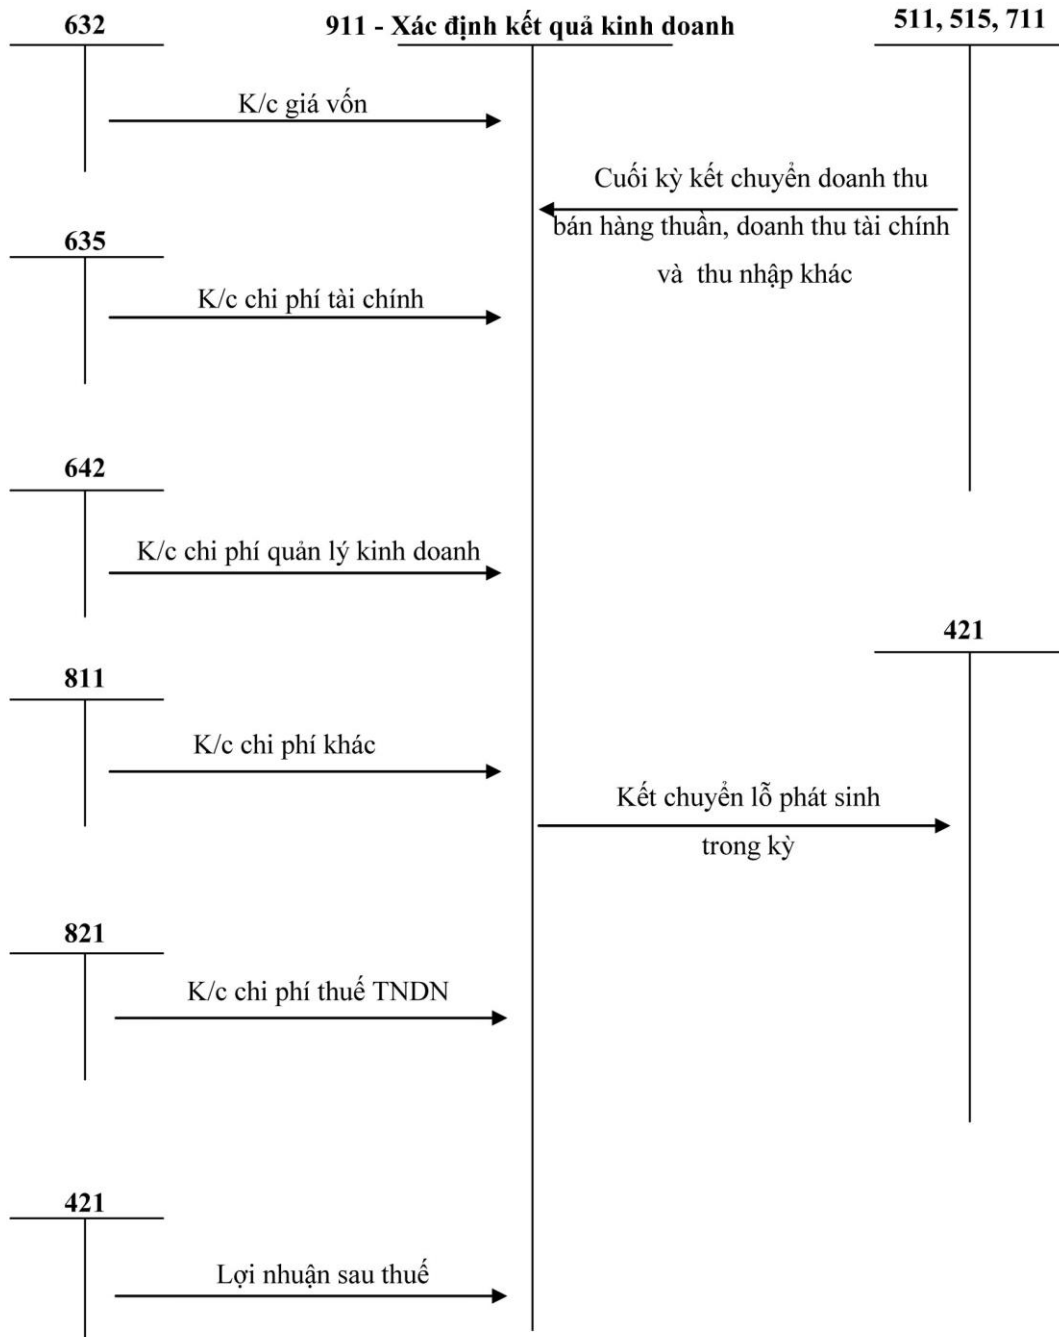 632
911 - Xác định kết quả kinh doanh
511, 515, 711
K/c giá vốn
Cuối kỳ kết chuyển doanh thu
bán hàng thuần, doanh thu tài chính
và thu nhập khác
635
K/c chi phí tài chính
642
K/c chi phí quản lý kinh doanh
421
811
K/c chi phí khác
Kết chuyển lỗ phát sinh
trong kỳ
821
K/c chi phí thuế TNDN
421
Lợi nhuận sau thuế